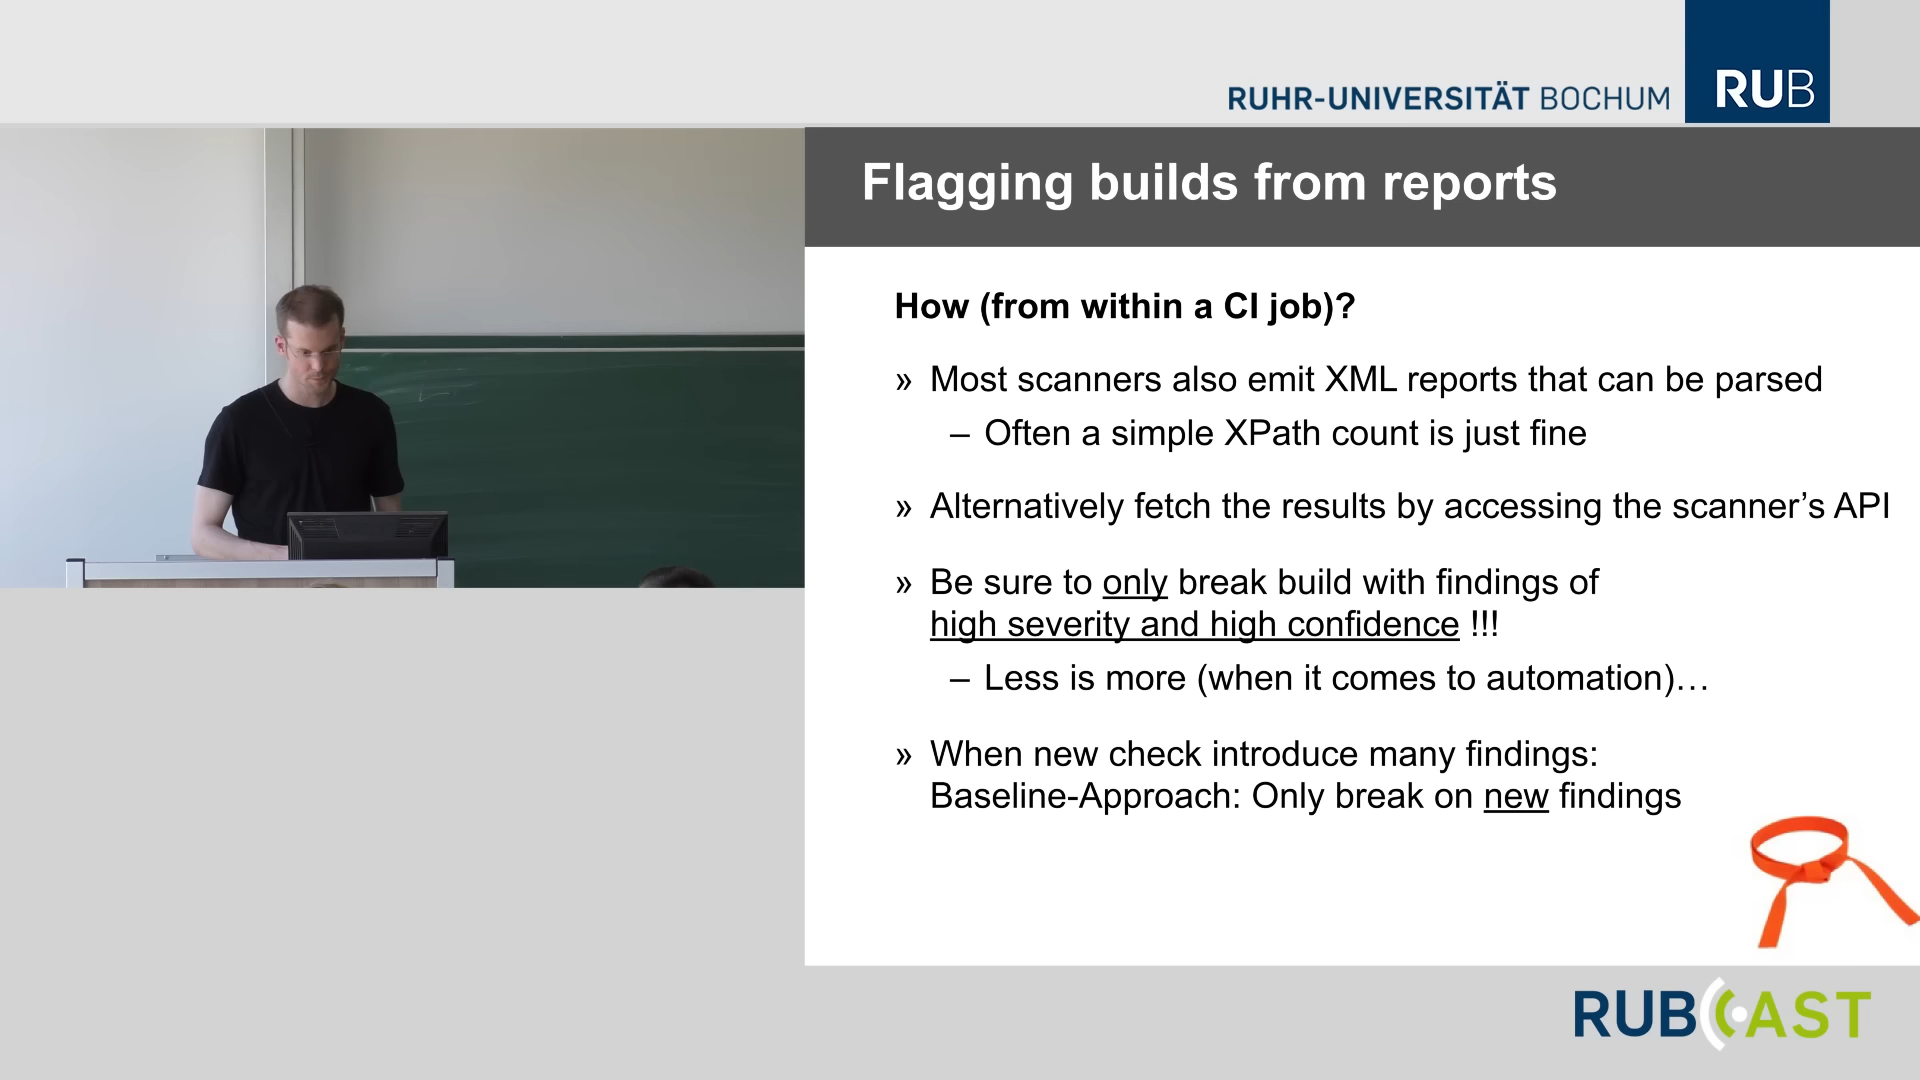 RUHR-UNIVERSITÄT BOCHUM
RUB
Flagging builds from reports
How (from within a CI job)?
» Most scanners also emit XML reports that can be parsed
– Often a simple XPath count is just fine
» Alternatively fetch the results by accessing the scanner’s API
» Be sure to only break build with findings of
high severity and high confidence !!!
– Less is more (when it comes to automation)…
» When new check introduce many findings:
Baseline-Approach: Only break on new findings
RUBCAST